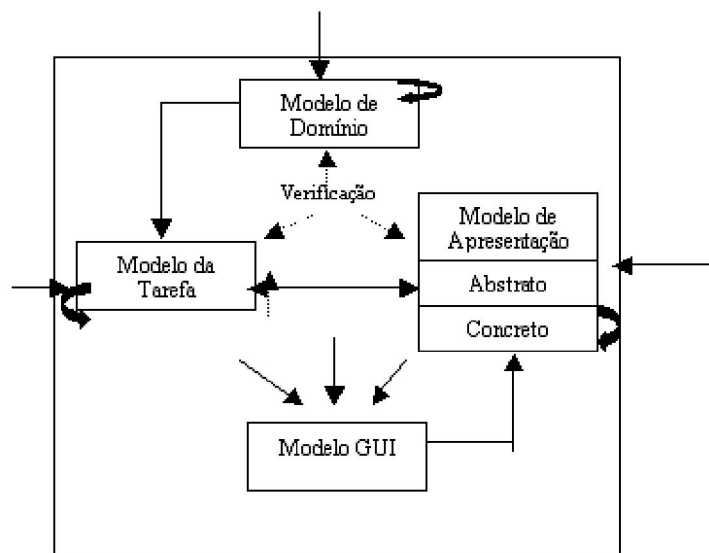 Modelo de
Domínio
Verificação
Modelo de
Apresentação
Modelo da
Tarefa
Abstrato
Concreto
Modelo GUI